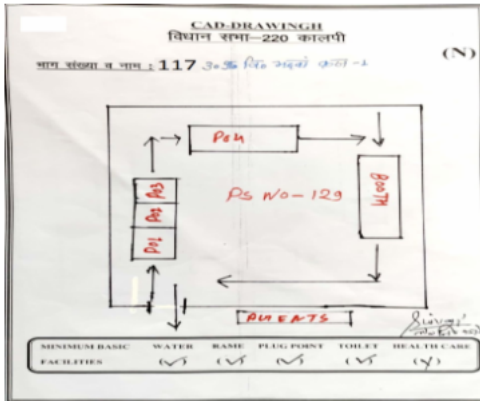 CAD-DRAWINGH
विधान सभा-220 कालपी
(N)
भाग संख्या व नाम : 117
PO4
PO3
PO2
PO1
PS NO-129
BOOTH
AGENTS
MINIMUM BASIC FACILITIES
WATER RAME PLUG POINT TOILET HEALTH CARE
(✓) (✓) (✓) (✓) (✓)